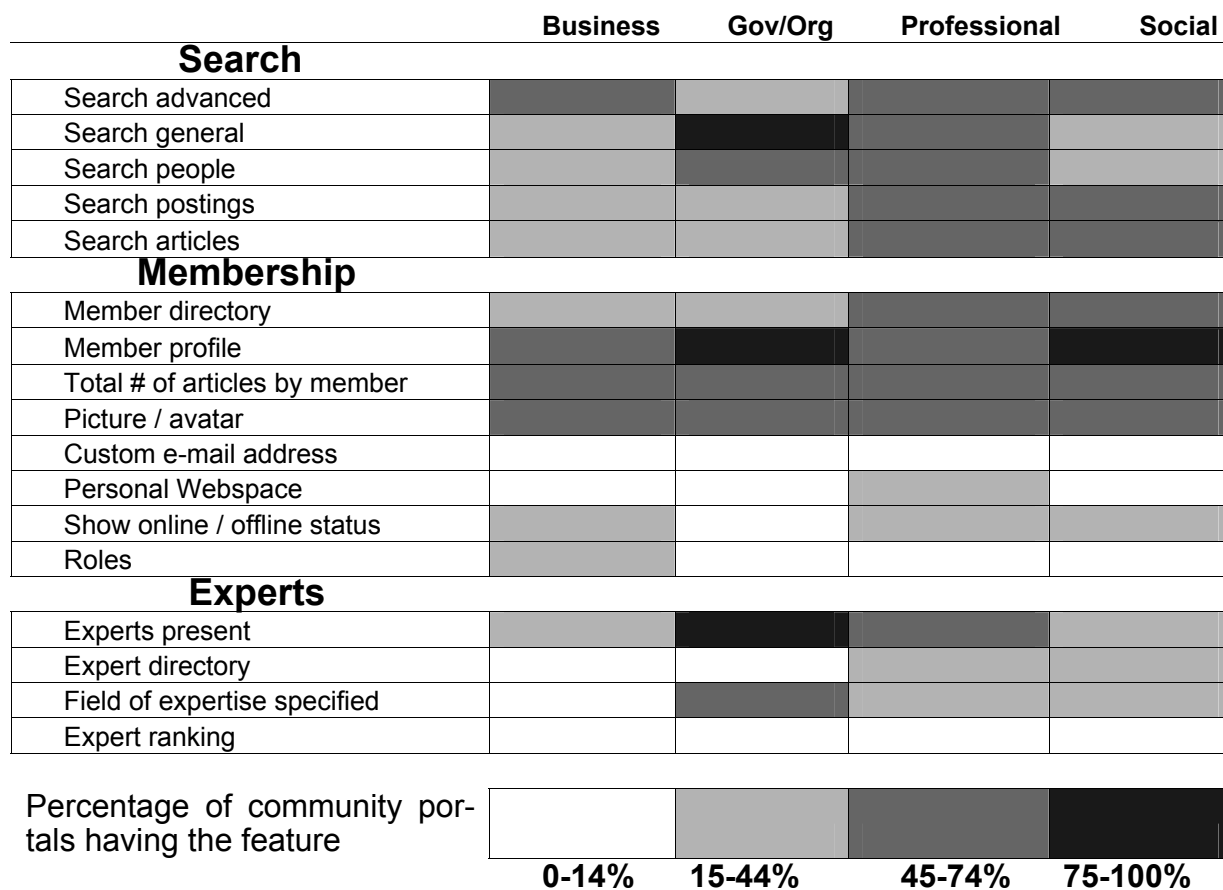 Business Gov/Org Professional Social
Search
Search advanced
Search general
Search people
Search postings
Search articles
Membership
Member directory
Member profile
Total # of articles by member
Picture / avatar
Custom e-mail address
Personal Webspace
Show online / offline status
Roles
Experts
Experts present
Expert directory
Field of expertise specified
Expert ranking
Percentage of community por-
tals having the feature
0-14% 15-44% 45-74% 75-100%